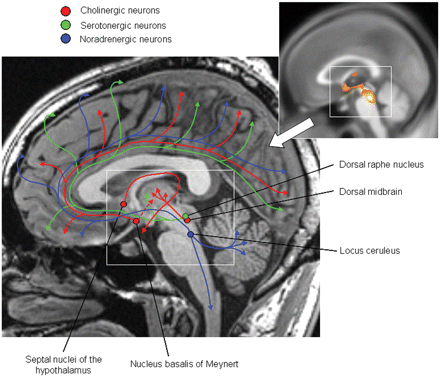 Cholinergic neurons
Serotonergic neurons
Noradrenergic neurons
Dorsal raphe nucleus
Dorsal midbrain
Locus ceruleus
Septal nuclei of the
hypothalamus
Nucleus basalis of Meynert